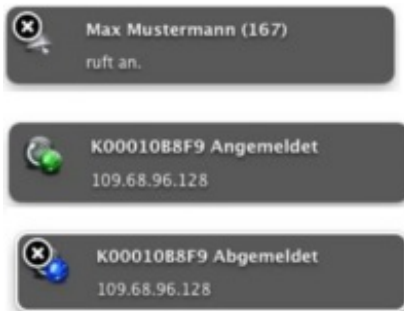 Max Mustermann (167)
ruft an.
K00010B8F9 Angemeldet
109.68.96.128
K00010B8F9 Abgemeldet
109.68.96.128